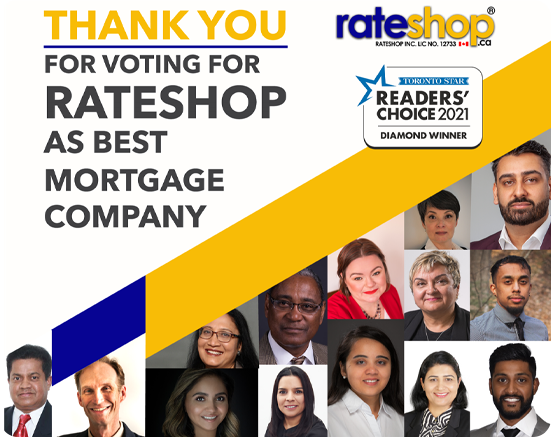 THANK YOU
FOR VOTING FOR
RATESHOP
AS BEST
MORTGAGE
COMPANY
rateshop®
.ca
RATESHOP INC. LIC NO. 12733
TORONTO STAR
READERS'
CHOICE 2021
DIAMOND WINNER